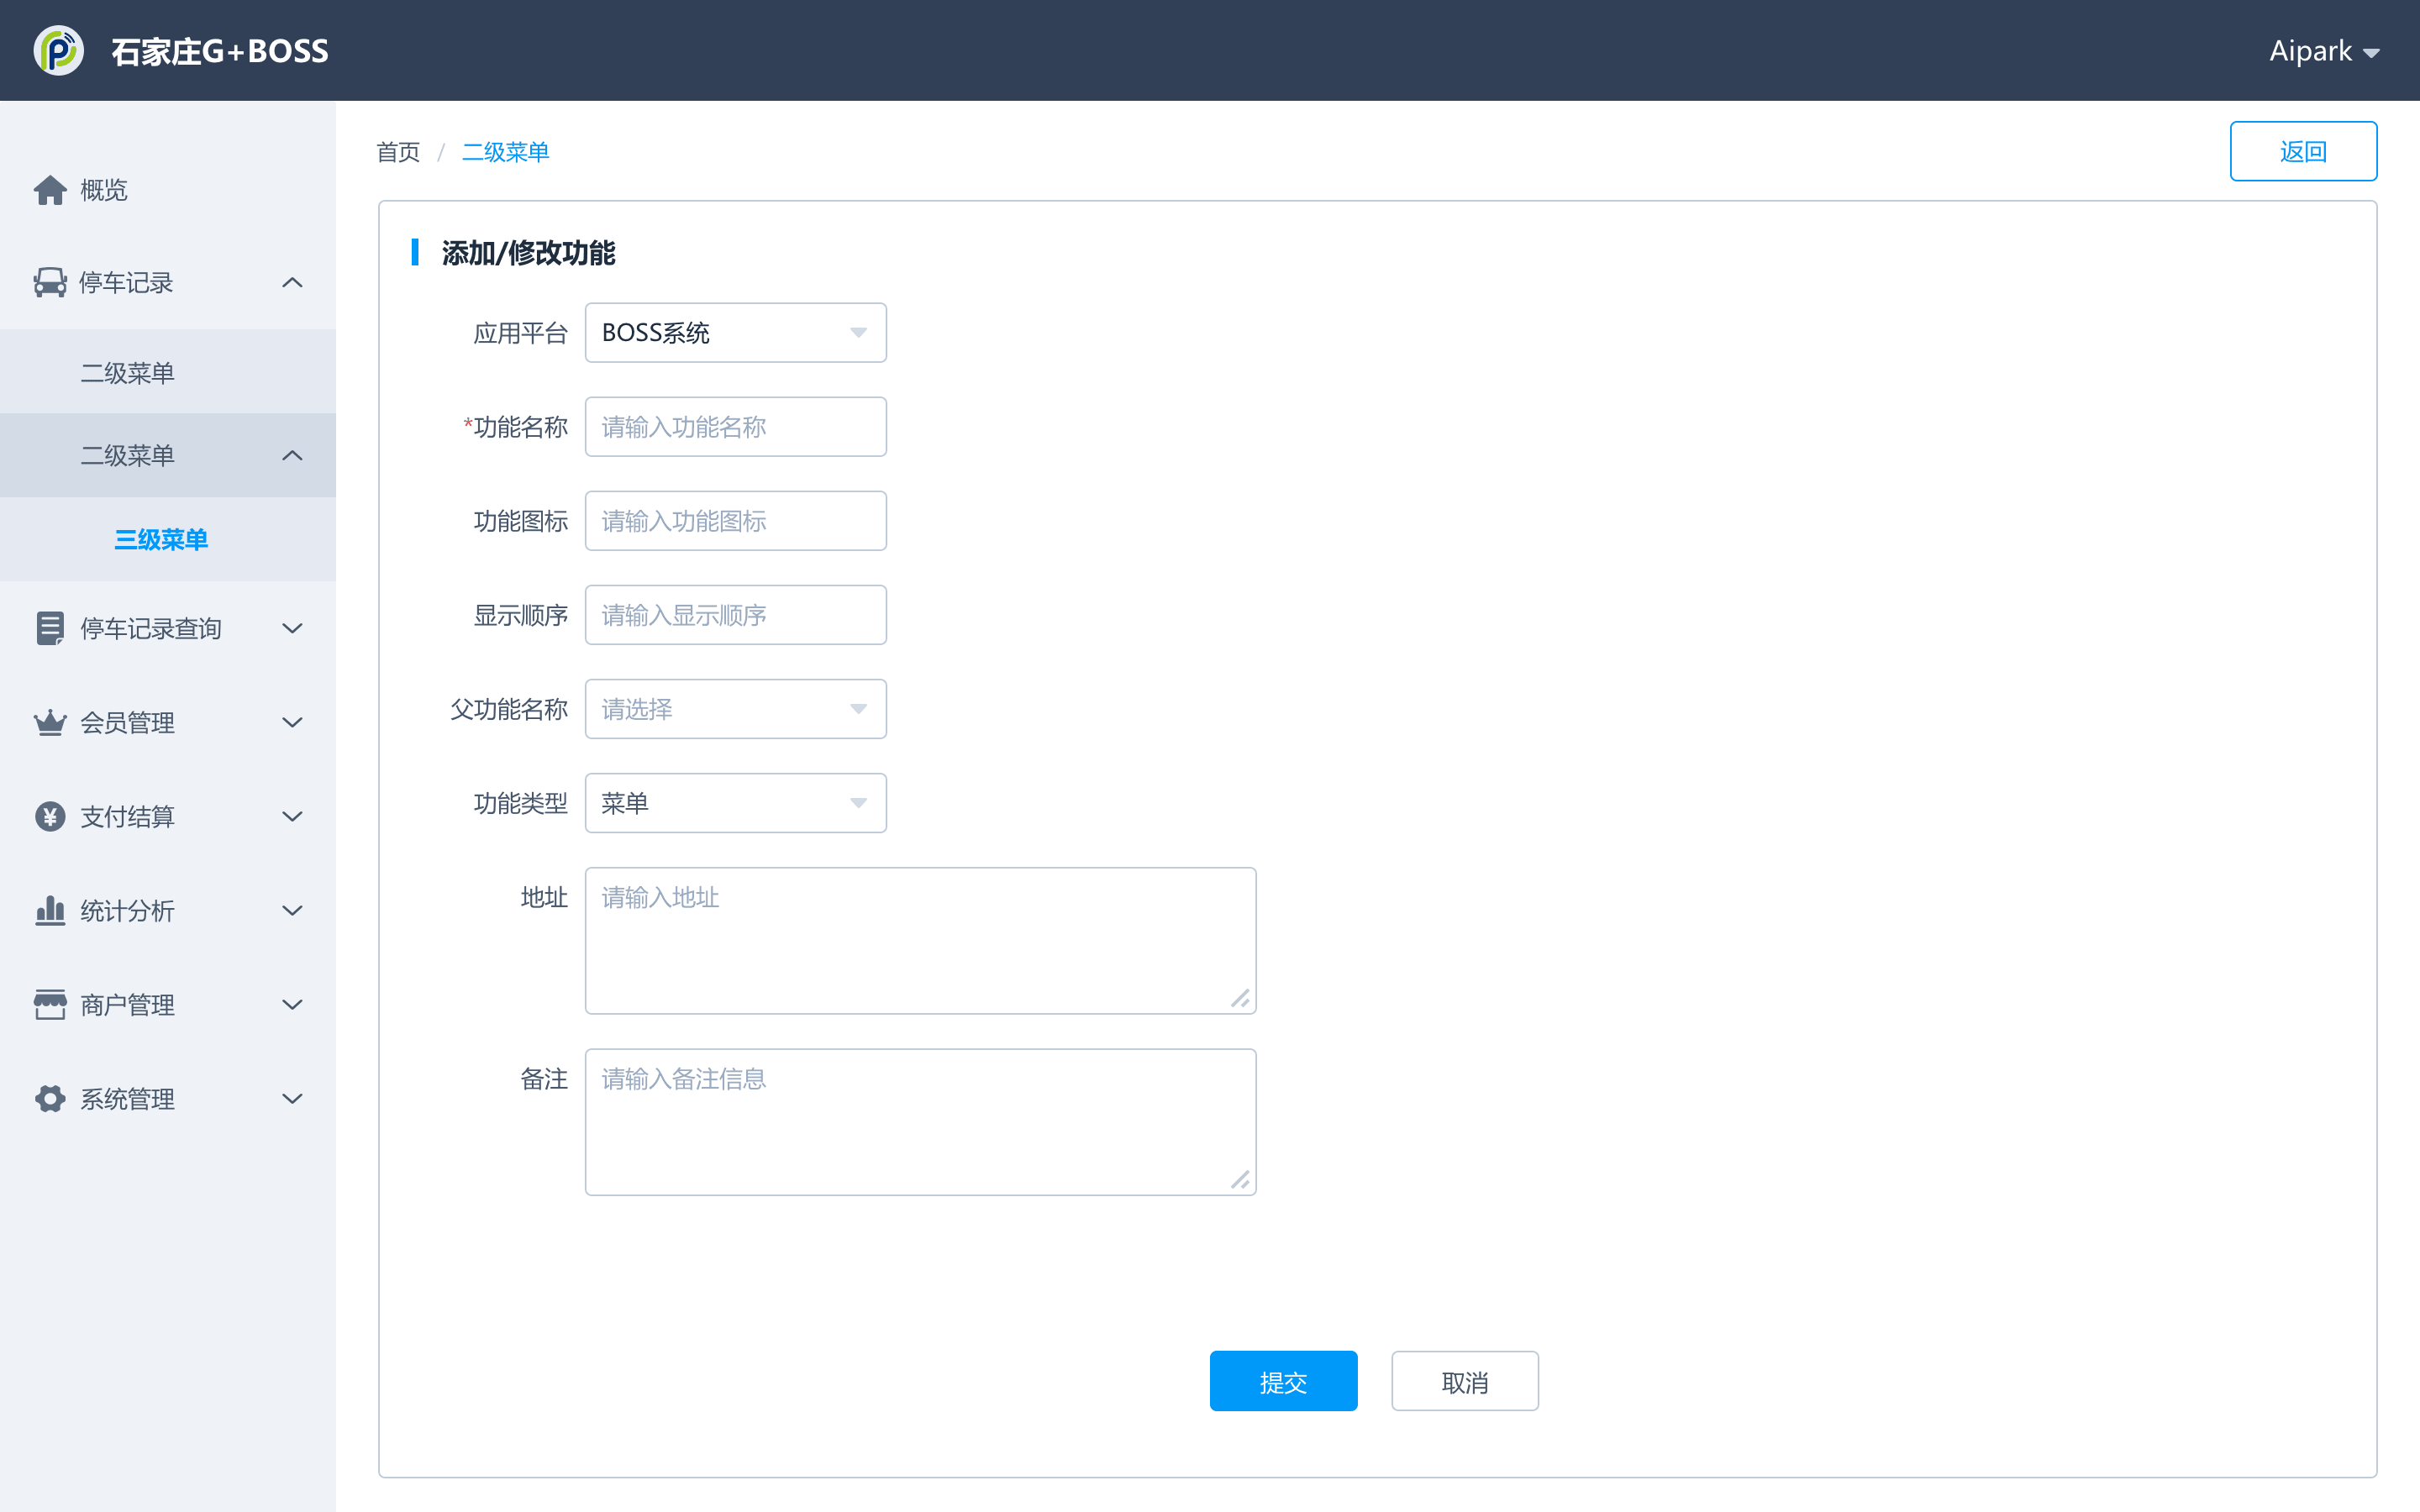 石家庄G+BOSS
Aipark
首页 / 二级菜单
返回
概览
停车记录
二级菜单
二级菜单
三级菜单
停车记录查询
会员管理
支付结算
统计分析
商户管理
系统管理
添加/修改功能
应用平台 BOSS系统
*功能名称 请输入功能名称
功能图标 请输入功能图标
显示顺序 请输入显示顺序
父功能名称 请选择
功能类型 菜单
地址 请输入地址
备注 请输入备注信息
提交 取消